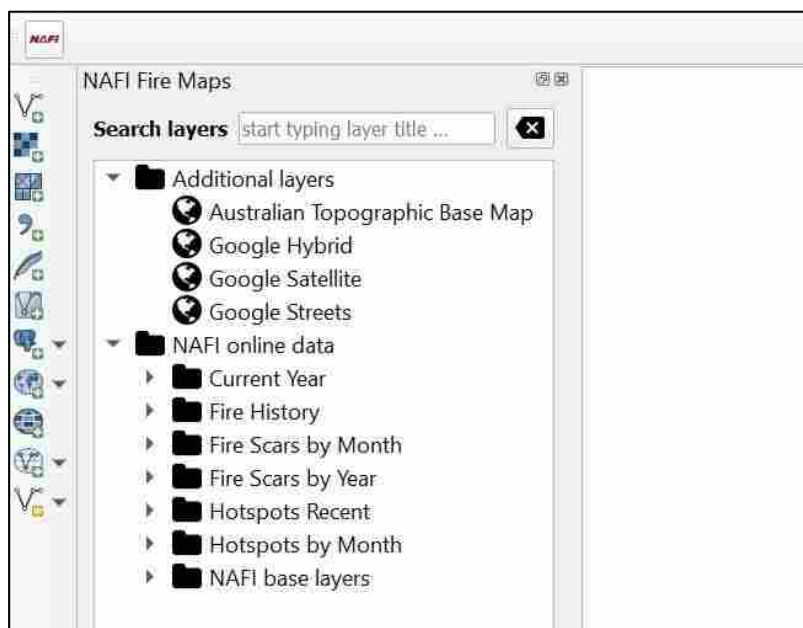 NAFI
NAFI Fire Maps
Search layers start typing layer title ...
Additional layers
Australian Topographic Base Map
Google Hybrid
Google Satellite
Google Streets
NAFI online data
Current Year
Fire History
Fire Scars by Month
Fire Scars by Year
Hotspots Recent
Hotspots by Month
NAFI base layers